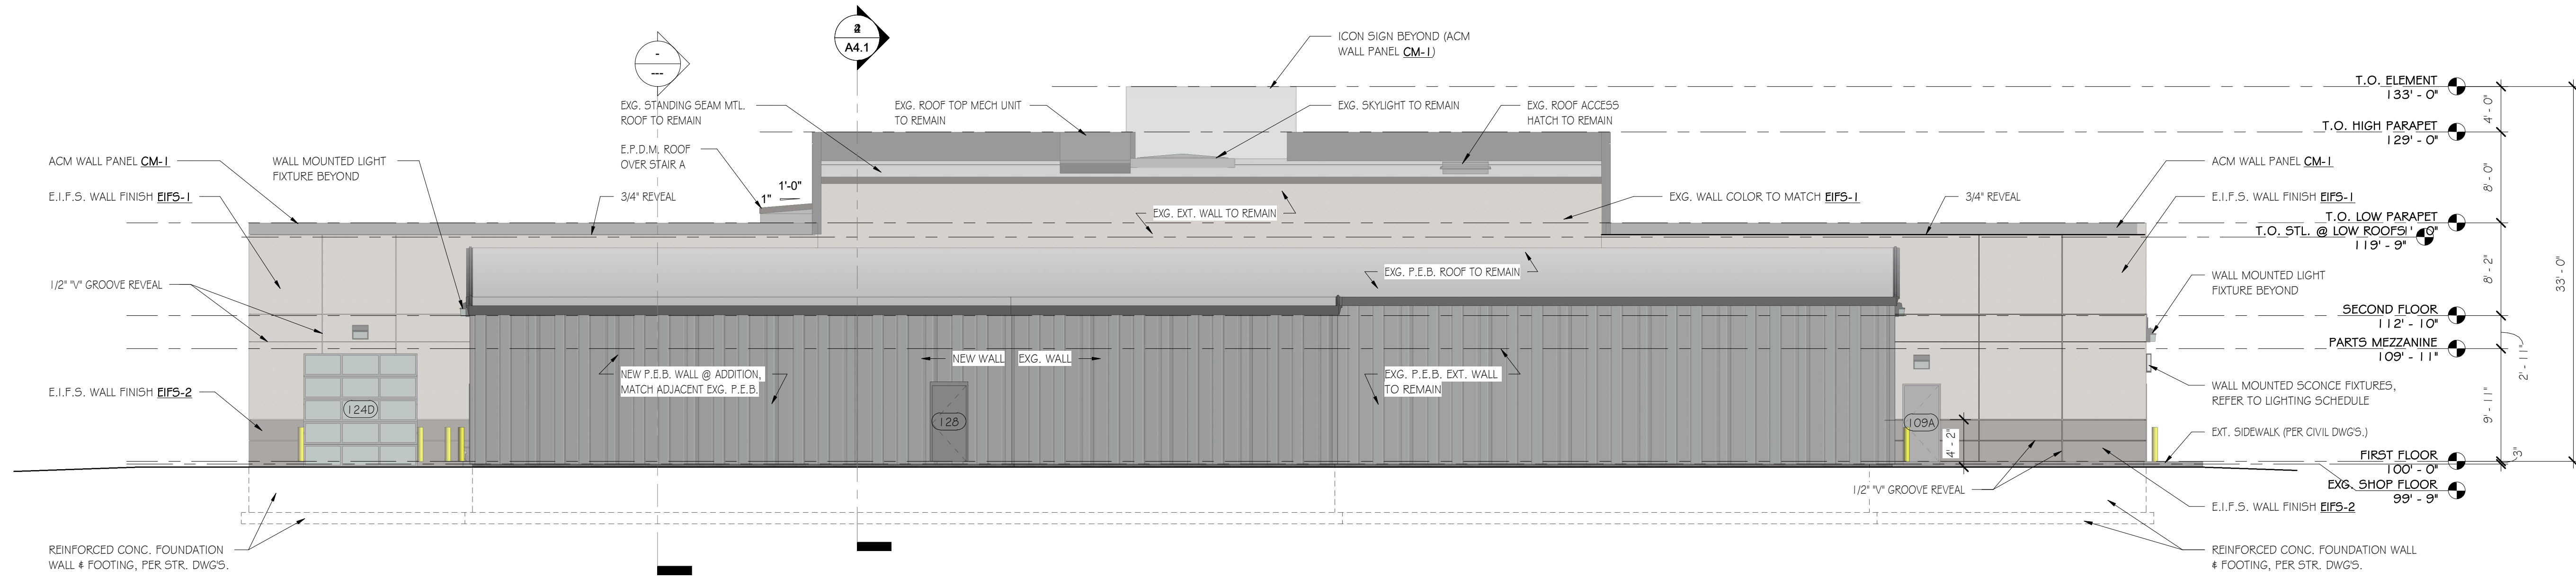 2
A4.1
-
---
ICON SIGN BEYOND (ACM
WALL PANEL CM-1)
EXG. STANDING SEAM MTL.
ROOF TO REMAIN
EXG. ROOF TOP MECH UNIT
TO REMAIN
EXG. SKYLIGHT TO REMAIN
EXG. ROOF ACCESS
HATCH TO REMAIN
E.P.D.M. ROOF
OVER STAIR A
1'-0"
1"
ACM WALL PANEL CM-1
WALL MOUNTED LIGHT
FIXTURE BEYOND
E.I.F.S. WALL FINISH EIFS-1
3/4" REVEAL
EXG. EXT. WALL TO REMAIN
EXG. WALL COLOR TO MATCH EIFS-1
3/4" REVEAL
ACM WALL PANEL CM-1
E.I.F.S. WALL FINISH EIFS-1
EXG. P.E.B. ROOF TO REMAIN
1/2" "V" GROOVE REVEAL
WALL MOUNTED LIGHT
FIXTURE BEYOND
NEW WALL
EXG. WALL
NEW P.E.B. WALL @ ADDITION,
MATCH ADJACENT EXG. P.E.B.
EXG. P.E.B. EXT. WALL
TO REMAIN
E.I.F.S. WALL FINISH EIFS-2
WALL MOUNTED SCONCE FIXTURES,
REFER TO LIGHTING SCHEDULE
124D
128
109A
4' - 2"
EXT. SIDEWALK (PER CIVIL DWG'S.)
1/2" "V" GROOVE REVEAL
E.I.F.S. WALL FINISH EIFS-2
REINFORCED CONC. FOUNDATION
WALL & FOOTING, PER STR. DWG'S.
REINFORCED CONC. FOUNDATION WALL
& FOOTING, PER STR. DWG'S.
T.O. ELEMENT
133' - 0"
T.O. HIGH PARAPET
129' - 0"
T.O. LOW PARAPET
T.O. STL. @ LOW ROOFS
119' - 9"
SECOND FLOOR
112' - 10"
PARTS MEZZANINE
109' - 11"
FIRST FLOOR
100' - 0"
EXG. SHOP FLOOR
99' - 9"
4' - 0"
8' - 0"
8' - 2"
2' - 11"
9' - 11"
3"
33' - 0"